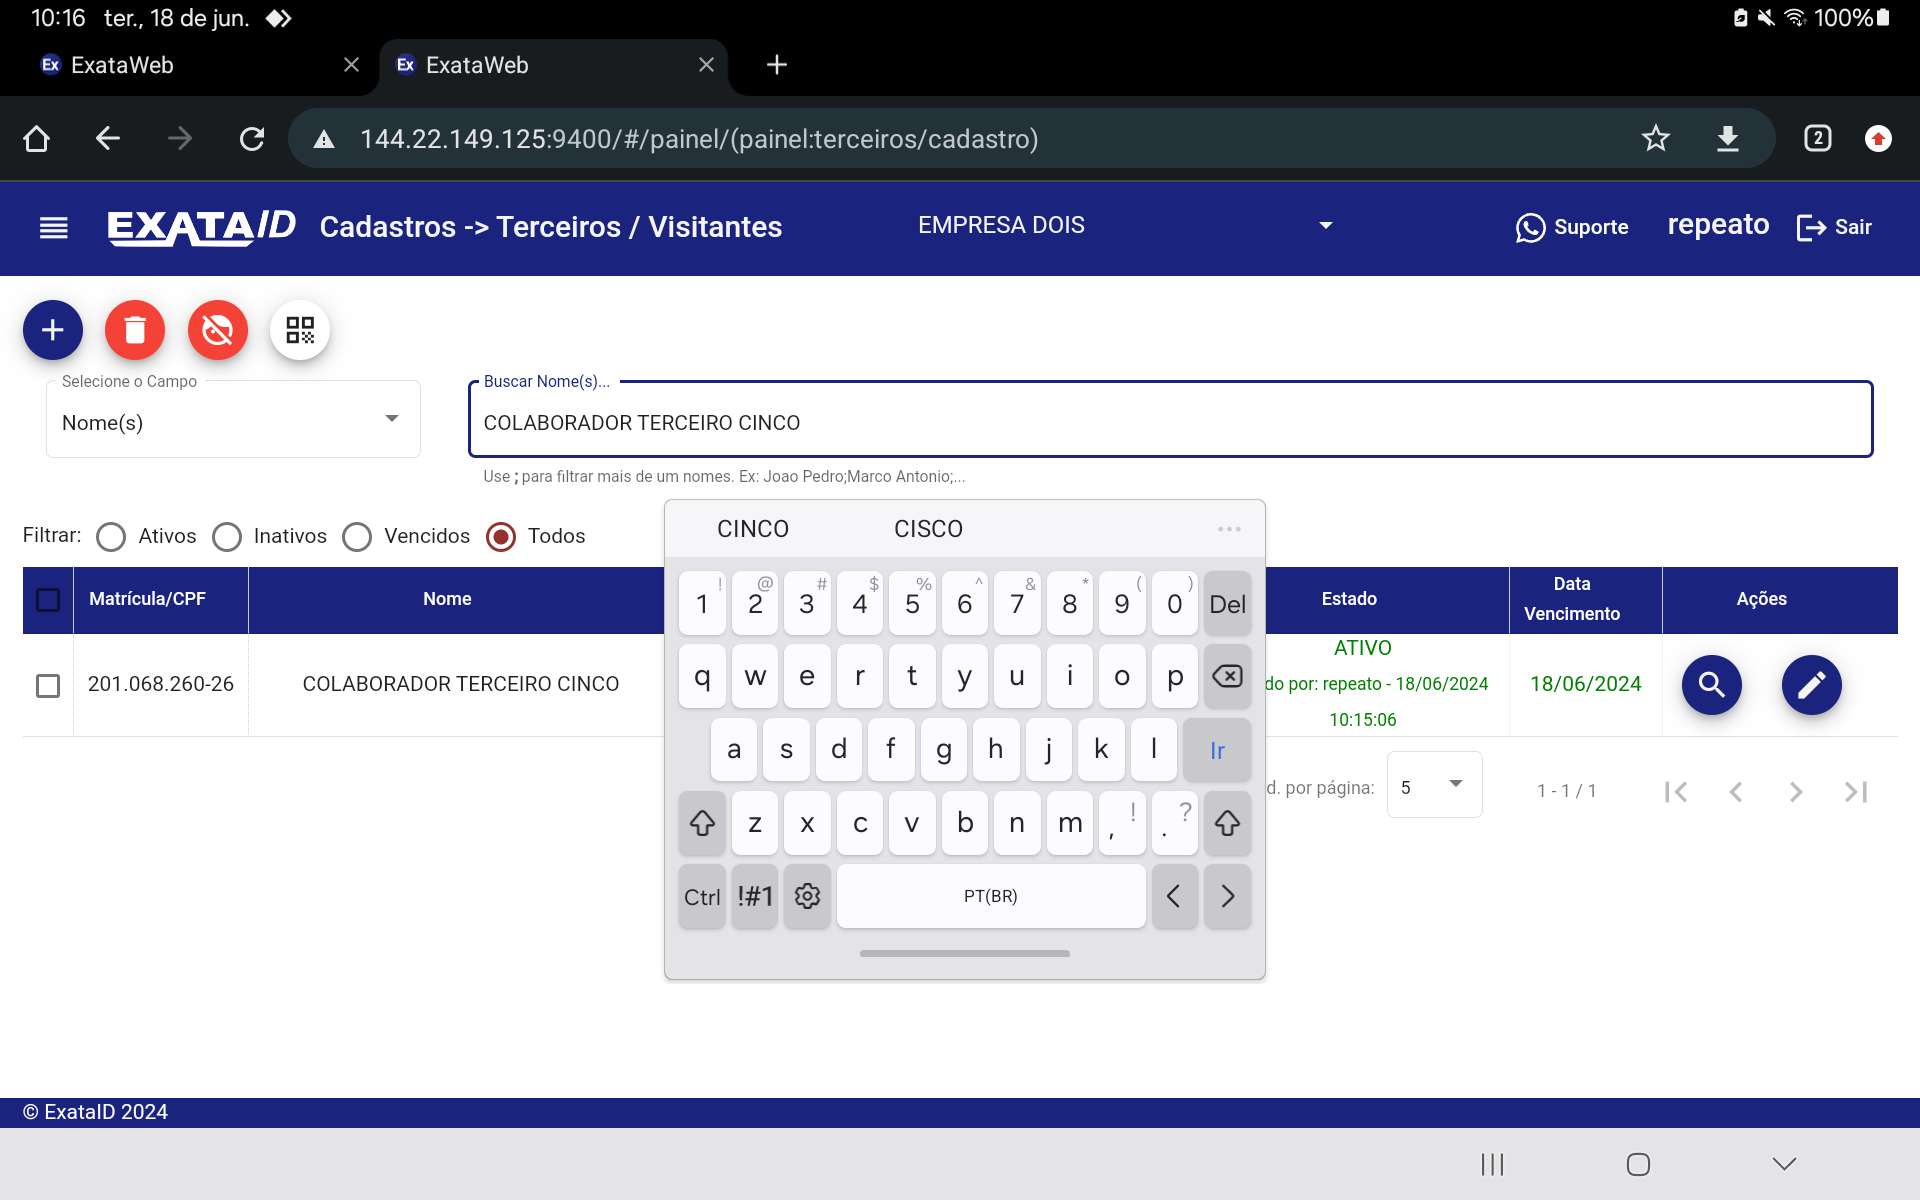 10:16 ter., 18 de jun. 100%
ExataWeb
ExataWeb
144.22.149.125:9400/#/painel/(painel:terceiros/cadastro)
2
EXATAID
Cadastros -> Terceiros / Visitantes
EMPRESA DOIS
Suporte
repeato
Sair
Selecione o Campo
Nome(s)
Buscar Nome(s)...
COLABORADOR TERCEIRO CINCO
Use ; para filtrar mais de um nomes. Ex: Joao Pedro;Marco Antonio;...
Filtrar: Ativos Inativos Vencidos Todos
Matrícula/CPF Nome Estado Data Vencimento Ações
201.068.260-26 COLABORADOR TERCEIRO CINCO
ATIVO
do por: repeato - 18/06/2024
10:15:06
18/06/2024
d. por página: 5 1 - 1 / 1
CINCO CISCO
! @ # $ % ^ & * ( )
1 2 3 4 5 6 7 8 9 0 Del
q w e r t y u i o p
a s d f g h j k l Ir
z x c v b n m , ! . ?
Ctrl !#1 PT(BR)
© ExataID 2024